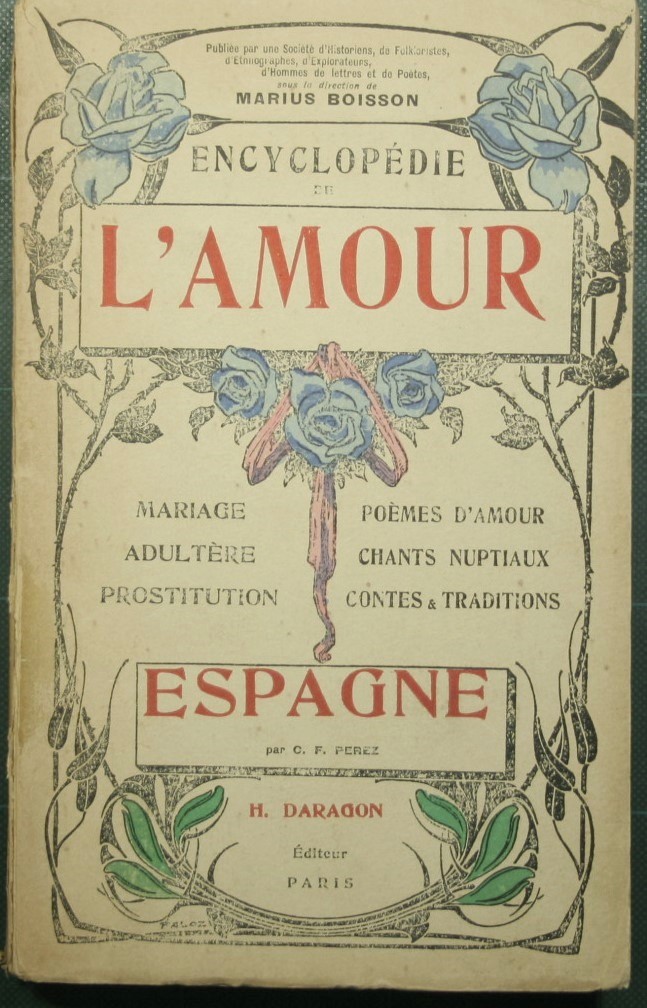 Publiée par une Société d'Historiens, de Folkloristes,
d'Ethnographes, d'Explorateurs,
d'Hommes de lettres et de Poètes,
sous la direction de
MARIUS BOISSON
ENCYCLOPÉDIE
DE
L'AMOUR
MARIAGE
ADULTÈRE
PROSTITUTION
POÈMES D'AMOUR
CHANTS NUPTIAUX
CONTES & TRADITIONS
ESPAGNE
par C. F. PEREZ
H. DARAGON
Éditeur
PARIS